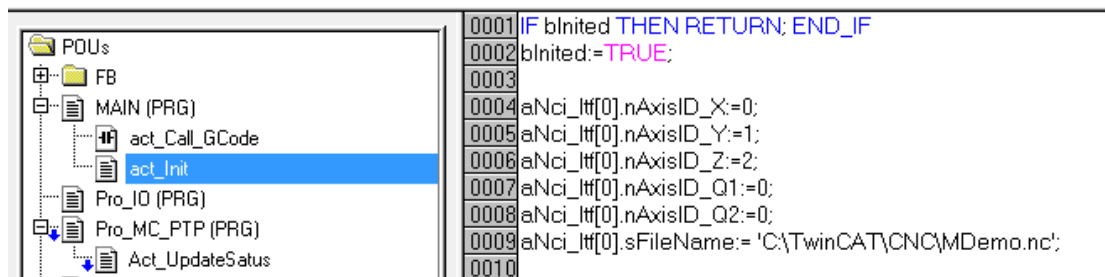 POUs
FB
MAIN (PRG)
act_Call_GCode
act_Init
Pro_IO (PRG)
Pro_MC_PTP (PRG)
Act_UpdateSatus
0001 IF bInited THEN RETURN; END_IF
0002 bInited:=TRUE;
0003
0004 aNci_Itf[0].nAxisID_X:=0;
0005 aNci_Itf[0].nAxisID_Y:=1;
0006 aNci_Itf[0].nAxisID_Z:=2;
0007 aNci_Itf[0].nAxisID_Q1:=0;
0008 aNci_Itf[0].nAxisID_Q2:=0;
0009 aNci_Itf[0].sFileName:= 'C:\TwinCAT\CNC\MDemo.nc';
0010